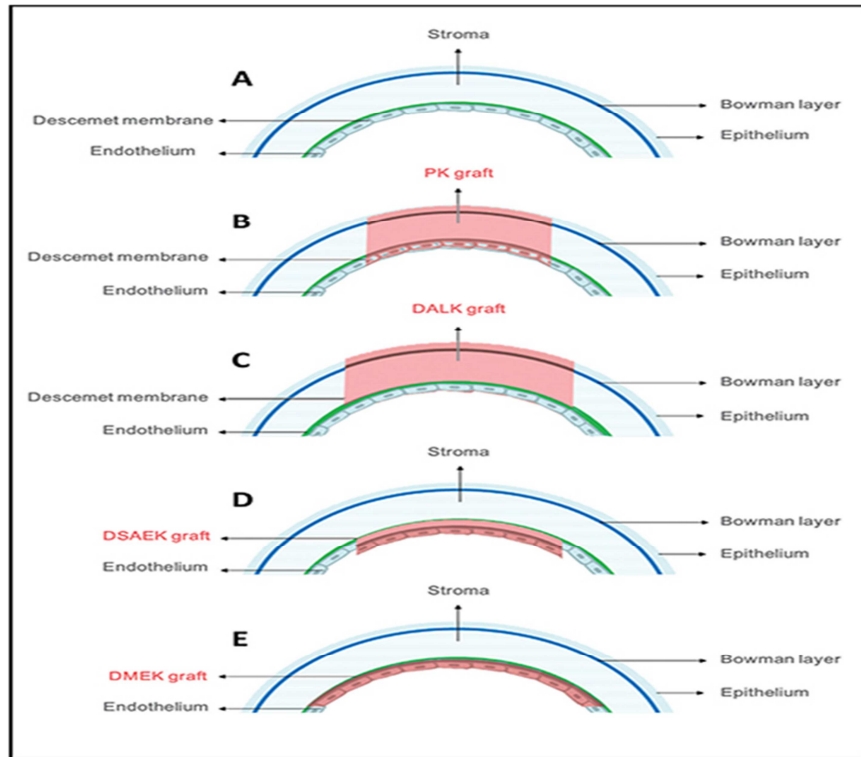 Stroma
A
Bowman layer
Descemet membrane
Epithelium
Endothelium
PK graft
B
Bowman layer
Descemet membrane
Epithelium
Endothelium
DALK graft
C
Bowman layer
Descemet membrane
Epithelium
Endothelium
Stroma
D
Bowman layer
DSAEK graft
Epithelium
Endothelium
Stroma
E
Bowman layer
DMEK graft
Epithelium
Endothelium